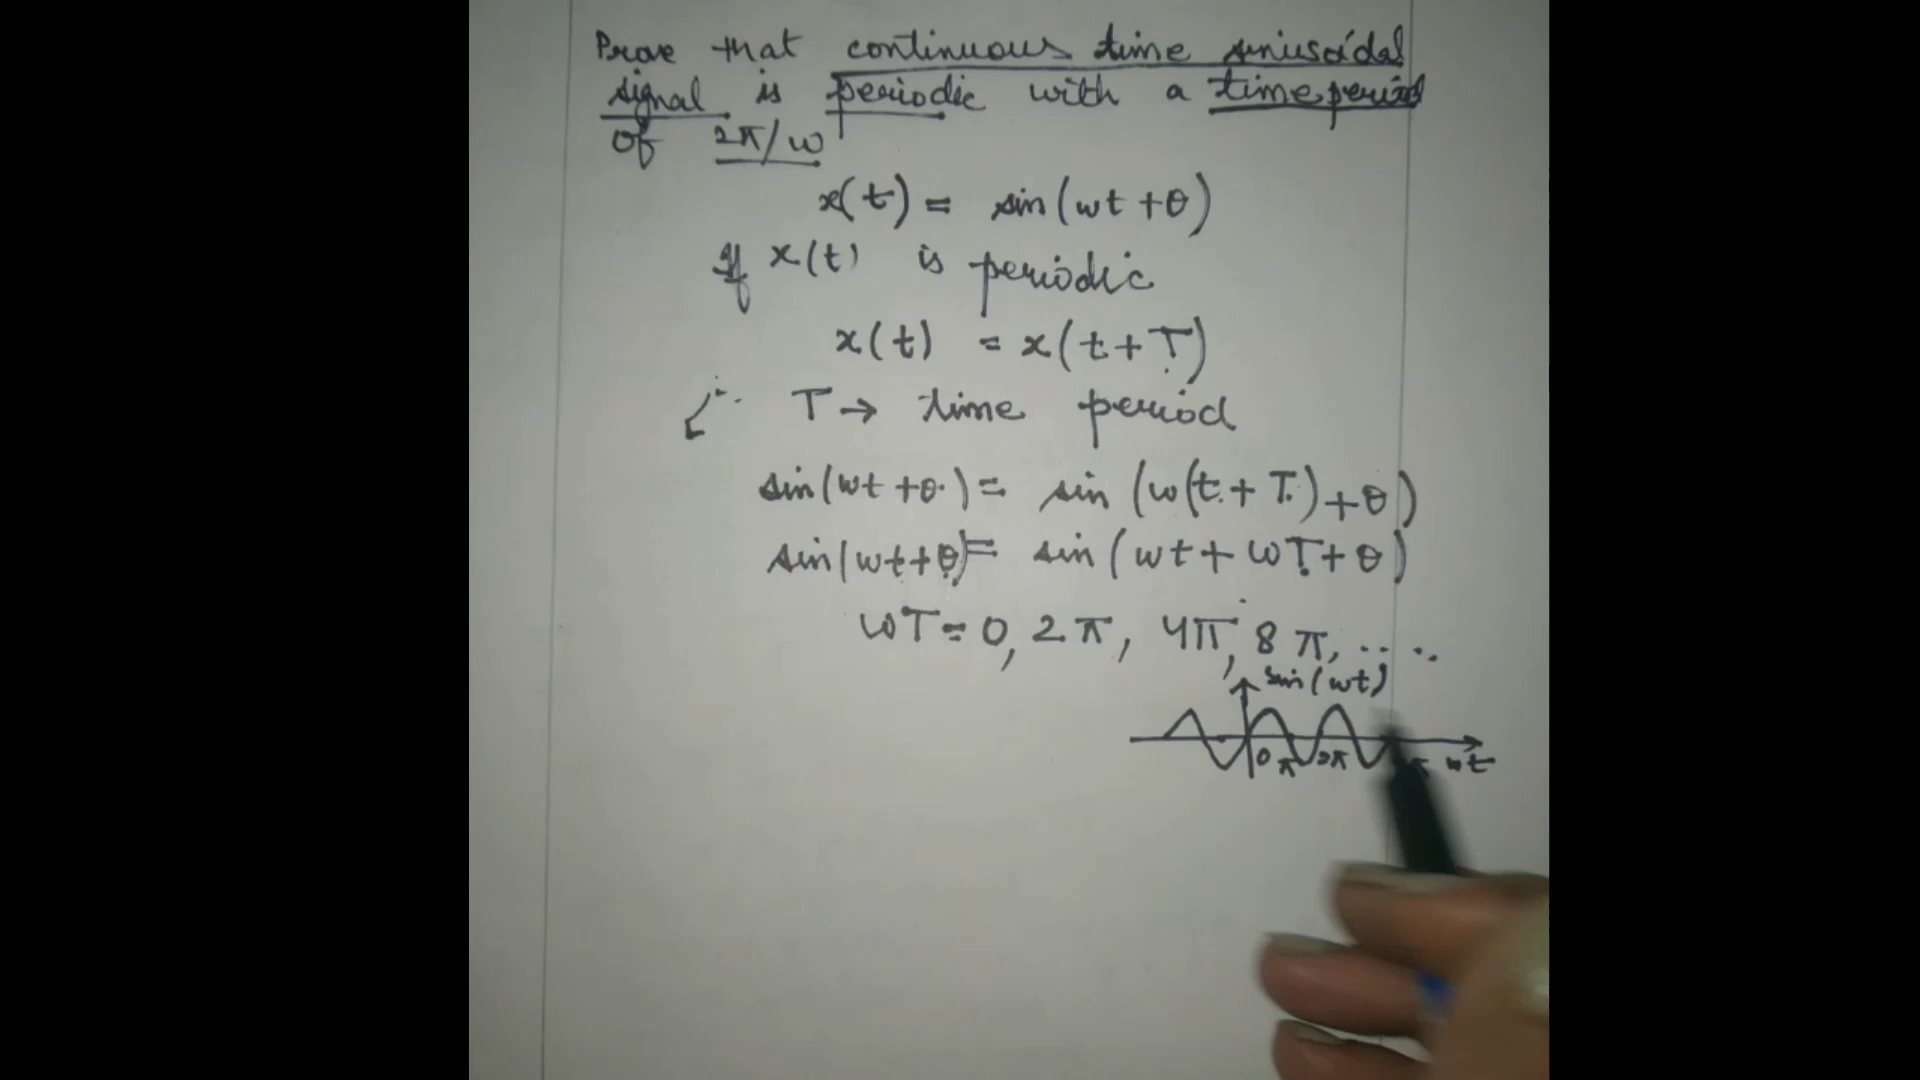 Prove that continuous time sinusoidal
signal is periodic with a time period
of 2π/ω
x(t) = sin(ωt + θ)
If x(t) is periodic
x(t) = x(t + T)
T → time period
sin(ωt + θ) = sin(ω(t + T) + θ)
sin(ωt + θ) = sin(ωt + ωT + θ)
ωT = 0, 2π, 4π, 8π, ....
sin(ωt)
0 π 2π ωt